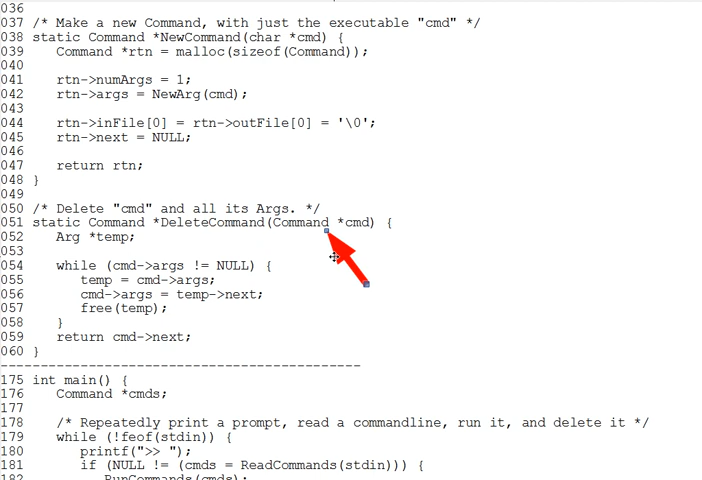 036
037 /* Make a new Command, with just the executable "cmd" */
038 static Command *NewCommand(char *cmd) {
039    Command *rtn = malloc(sizeof(Command));
040
041    rtn->numArgs = 1;
042    rtn->args = NewArg(cmd);
043
044    rtn->inFile[0] = rtn->outFile[0] = '\0';
045    rtn->next = NULL;
046
047    return rtn;
048 }
049
050 /* Delete "cmd" and all its Args. */
051 static Command *DeleteCommand(Command *cmd) {
052    Arg *temp;
053
054    while (cmd->args != NULL) {
055       temp = cmd->args;
056       cmd->args = temp->next;
057       free(temp);
058    }
059    return cmd->next;
060 }
---------------------------------------------
175 int main() {
176    Command *cmds;
177
178    /* Repeatedly print a prompt, read a commandline, run it, and delete it */
179    while (!feof(stdin)) {
180       printf(">> ");
181       if (NULL != (cmds = ReadCommands(stdin))) {
182          RunCommands(cmds);